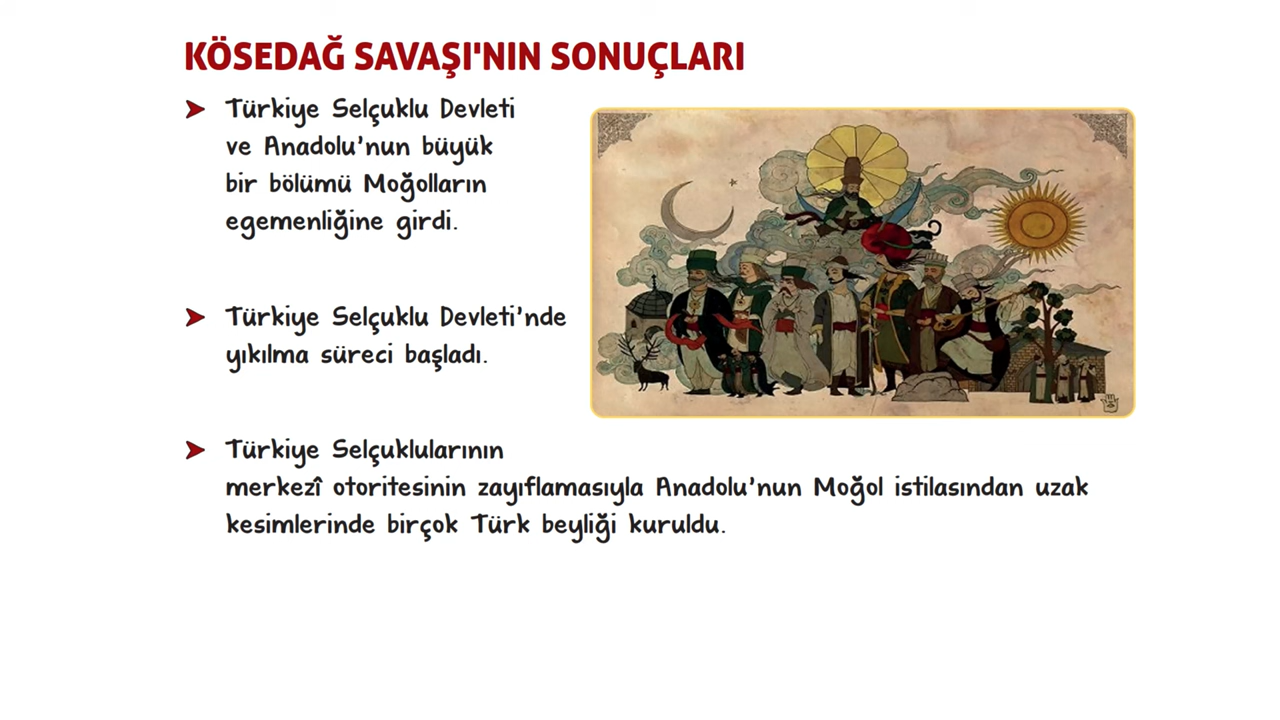 KÖSEDAĞ SAVAŞI'NIN SONUÇLARI
Türkiye Selçuklu Devleti
ve Anadolu'nun büyük
bir bölümü Moğolların
egemenliğine girdi.
Türkiye Selçuklu Devleti'nde
yıkılma süreci başladı.
Türkiye Selçuklularının
merkezî otoritesinin zayıflamasıyla Anadolu'nun Moğol istilasından uzak
kesimlerinde birçok Türk beyliği kuruldu.